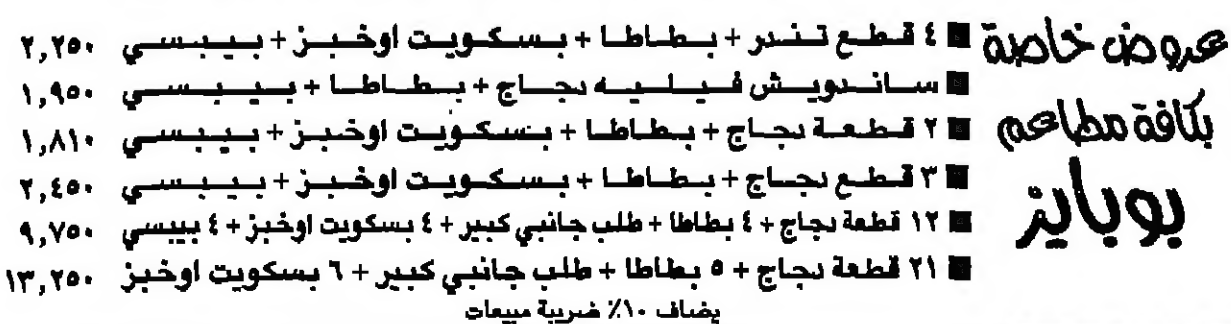 عروض خاصة
بكافة مطاعم
بوبايز
■ ٤ قطع تندر + بطاطا + بسكويت اوخبز + بيبسي ٢,٢٥٠
■ ساندويش فيليه دجاج + بطاطا + بيبسي ١,٩٥٠
■ ٢ قطعة دجاج + بطاطا + بسكويت اوخبز + بيبسي ١,٨١٠
■ ٣ قطع دجاج + بطاطا + بسكويت اوخبز + بيبسي ٢,٤٥٠
■ ١٢ قطعة دجاج + ٤ بطاطا + طلب جانبي كبير + ٤ بسكويت اوخبز + ٤ بيبسي ٩,٧٥٠
■ ٢١ قطعة دجاج + ٥ بطاطا + طلب جانبي كبير + ٦ بسكويت اوخبز ١٣,٢٥٠
يضاف ١٠٪ ضريبة مبيعات